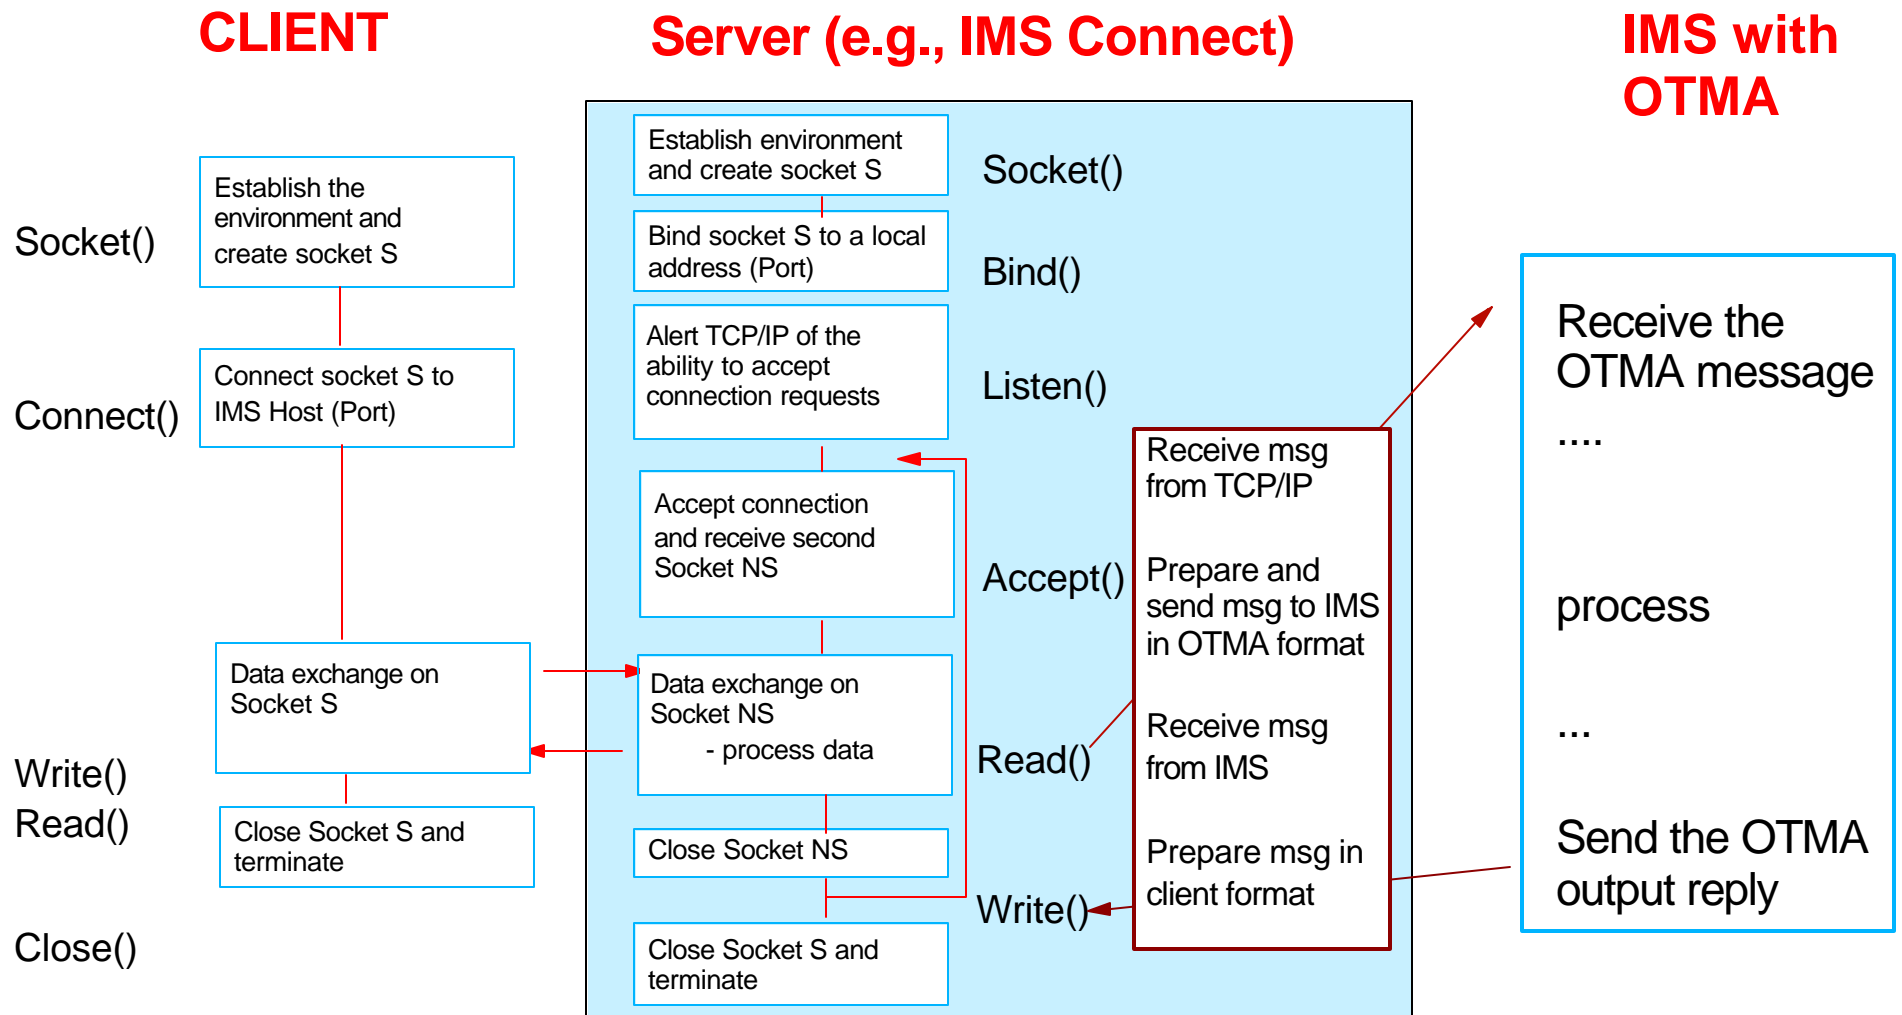 CLIENT
Server (e.g., IMS Connect)
IMS with
OTMA
Socket()
Connect()
Write()
Read()
Close()
Establish the
environment and
create socket S
Connect socket S to
IMS Host (Port)
Data exchange on
Socket S
Close Socket S and
terminate
Establish environment
and create socket S
Bind socket S to a local
address (Port)
Alert TCP/IP of the
ability to accept
connection requests
Accept connection
and receive second
Socket NS
Data exchange on
Socket NS
- process data
Close Socket NS
Close Socket S and
terminate
Socket()
Bind()
Listen()
Accept()
Read()
Write()
Receive msg
from TCP/IP
Prepare and
send msg to IMS
in OTMA format
Receive msg
from IMS
Prepare msg in
client format
Receive the
OTMA message
....
process
...
Send the OTMA
output reply